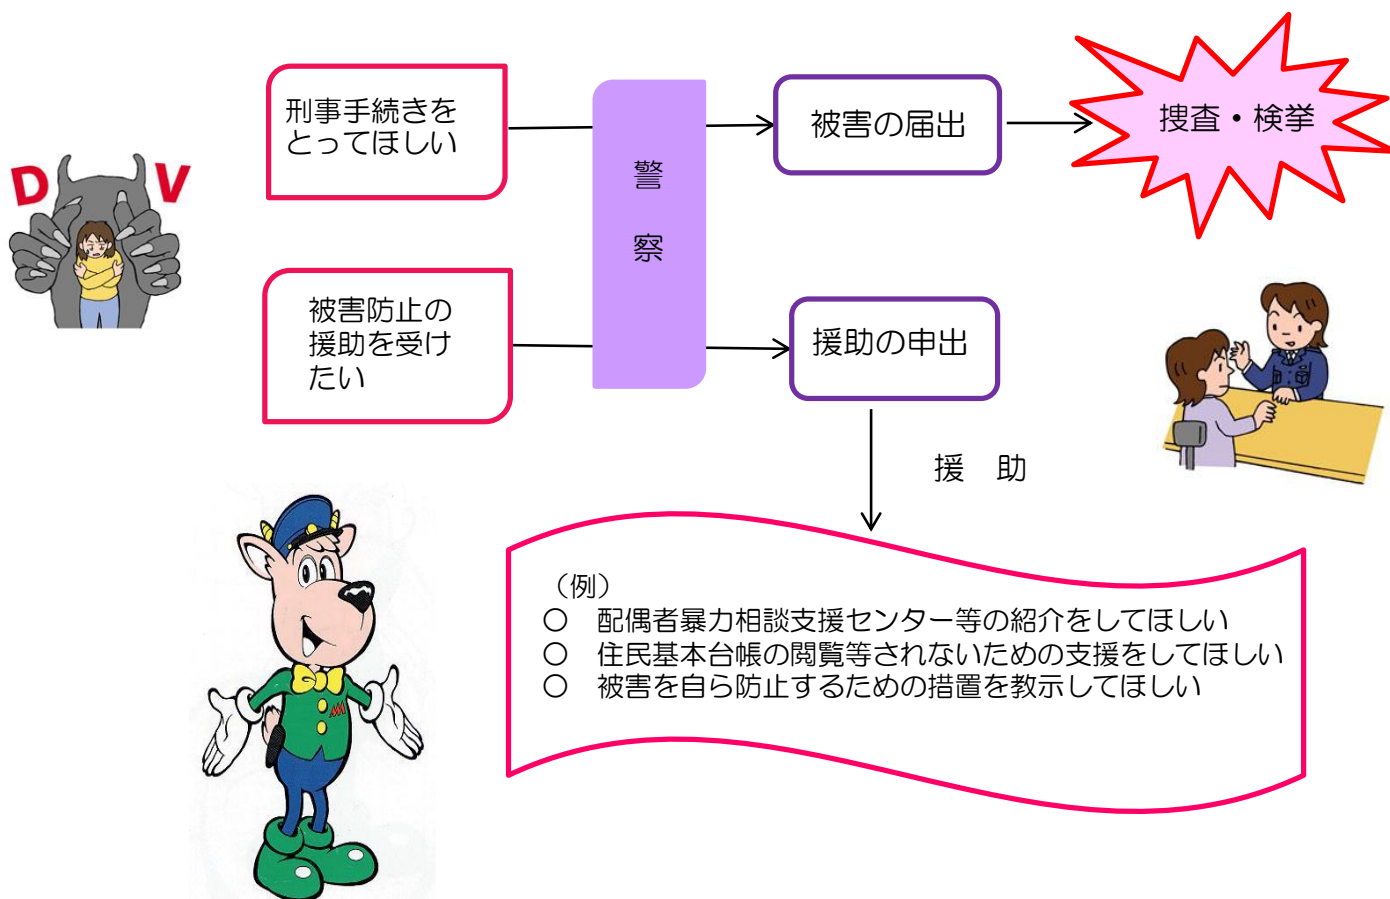 D V
刑事手続きを
とってほしい
警
察
被害の届出
捜査・検挙
被害防止の
援助を受け
たい
援助の申出
援 助
（例）
○ 配偶者暴力相談支援センター等の紹介をしてほしい
○ 住民基本台帳の閲覧等されないための支援をしてほしい
○ 被害を自ら防止するための措置を教示してほしい